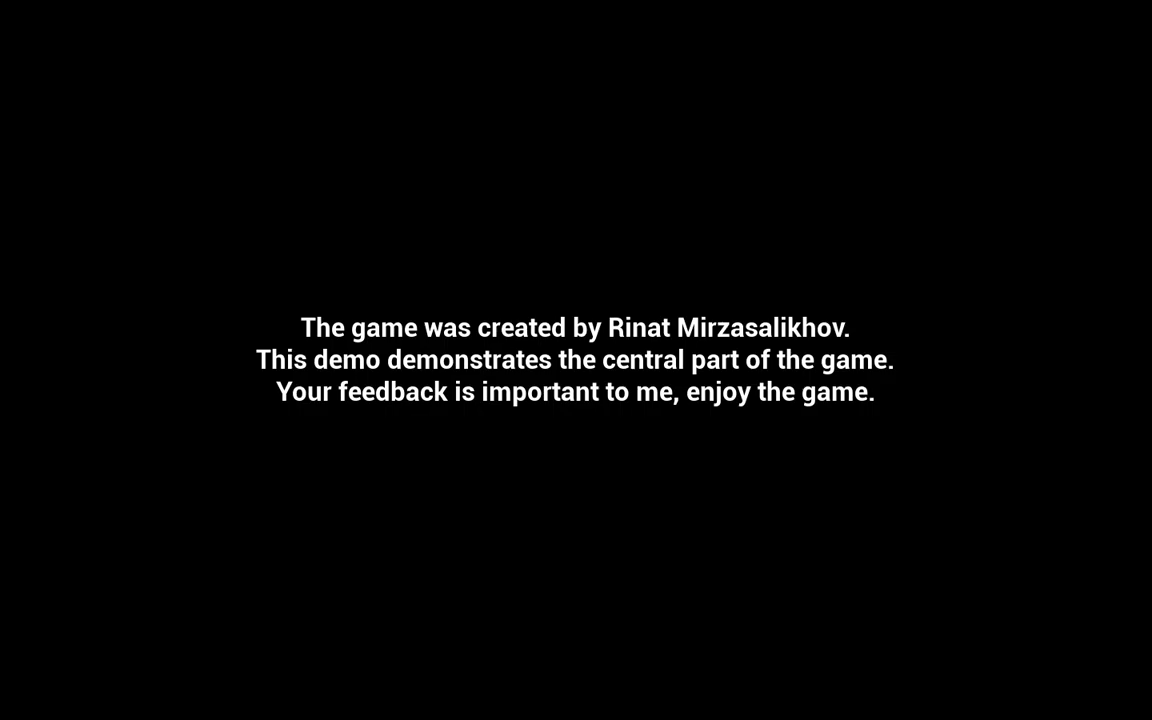 The game was created by Rinat Mirzasalikhov.
This demo demonstrates the central part of the game.
Your feedback is important to me, enjoy the game.